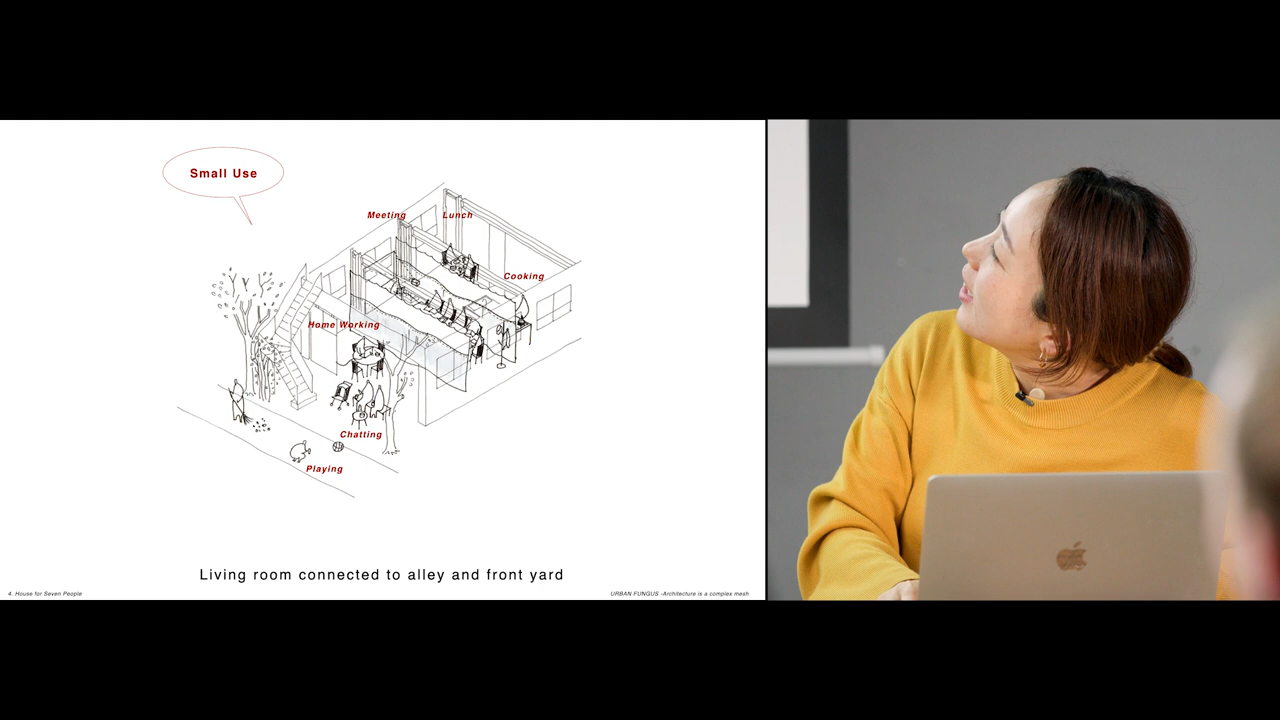 Small Use
Meeting
Lunch
Cooking
Home Working
Chatting
Playing
Living room connected to alley and front yard
4. House for Seven People
URBAN FUNGUS -Architecture is a complex mesh